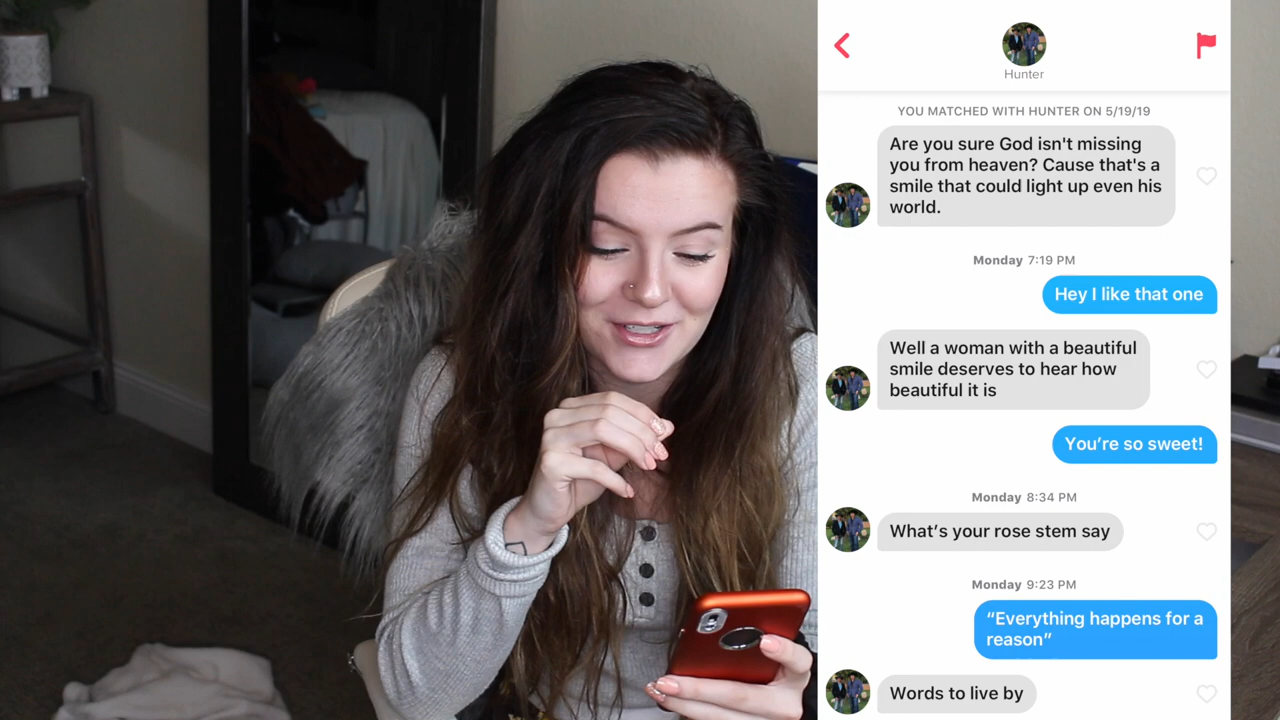 Hunter
YOU MATCHED WITH HUNTER ON 5/19/19
Are you sure God isn't missing
you from heaven? Cause that's a
smile that could light up even his
world.
Monday 7:19 PM
Hey I like that one
Well a woman with a beautiful
smile deserves to hear how
beautiful it is
You’re so sweet!
Monday 8:34 PM
What’s your rose stem say
Monday 9:23 PM
“Everything happens for a
reason”
Words to live by